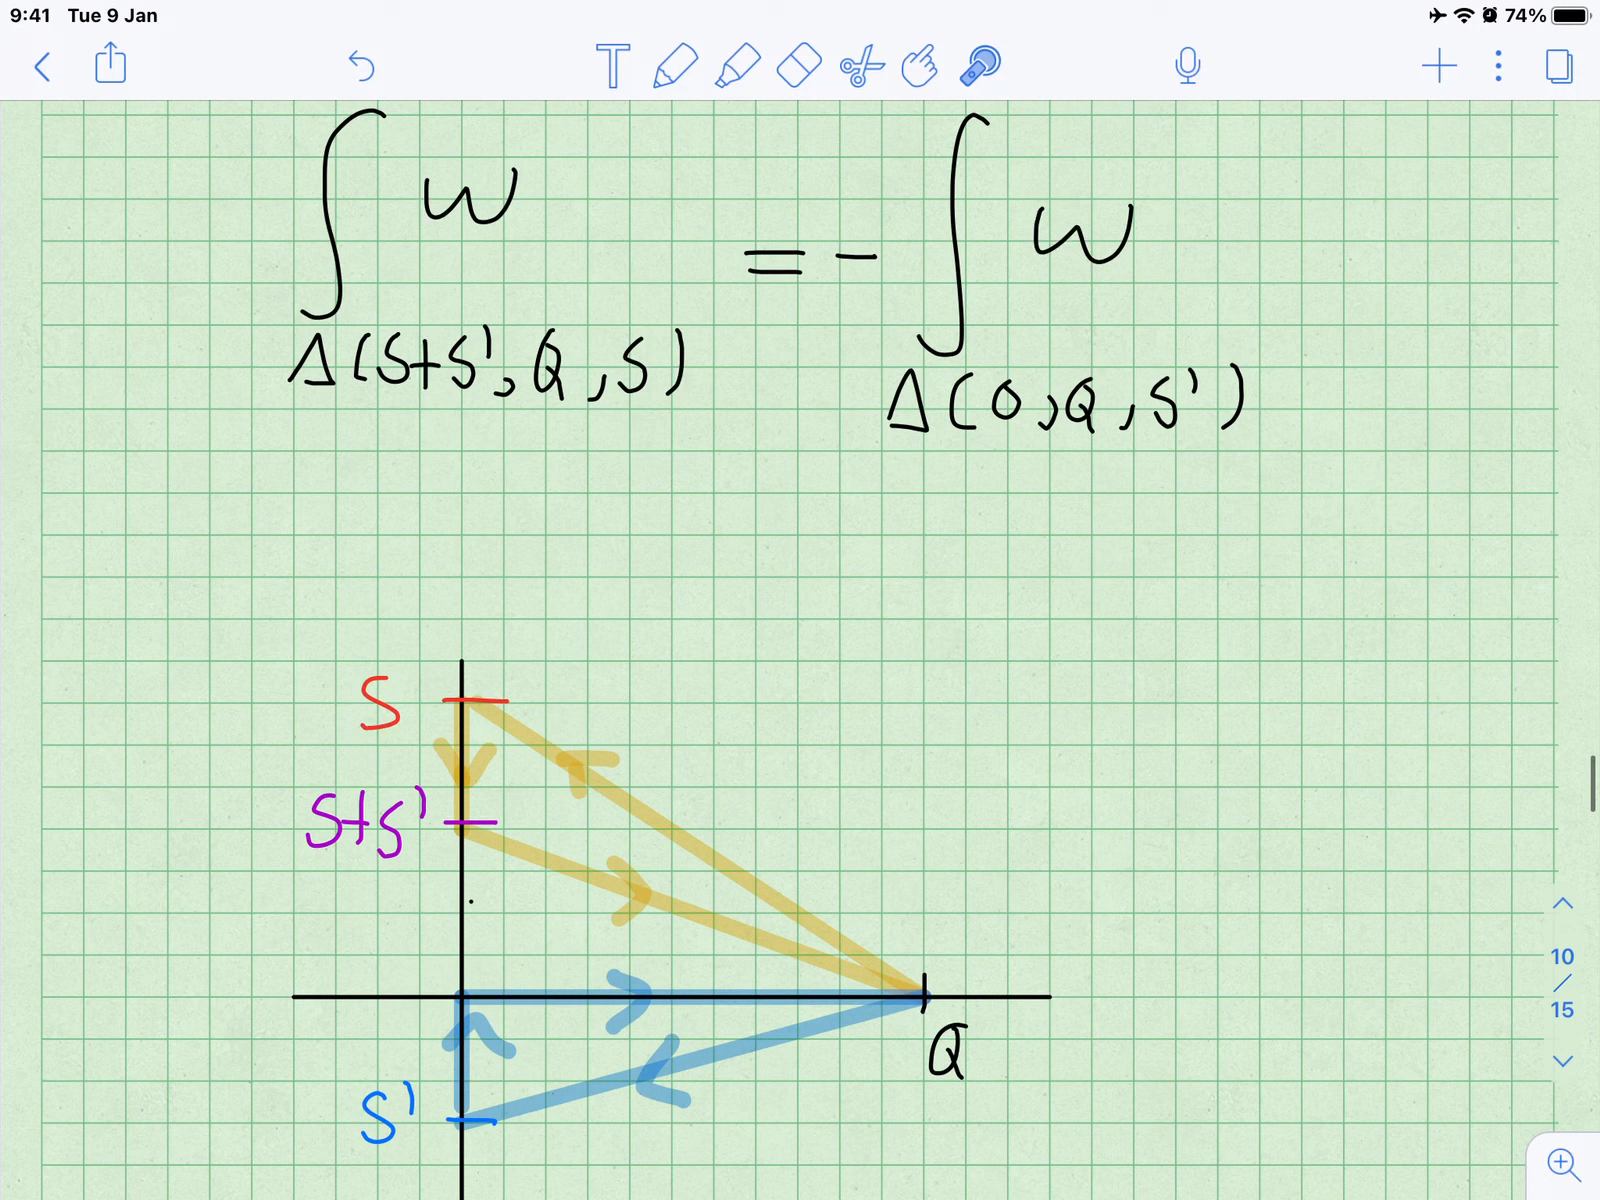 9:41 Tue 9 Jan 74%
T
∫ω = - ∫ω
Δ(S+S', Q, S) Δ(0, Q, S')
S
S+S'
10
/
15
Q
S'